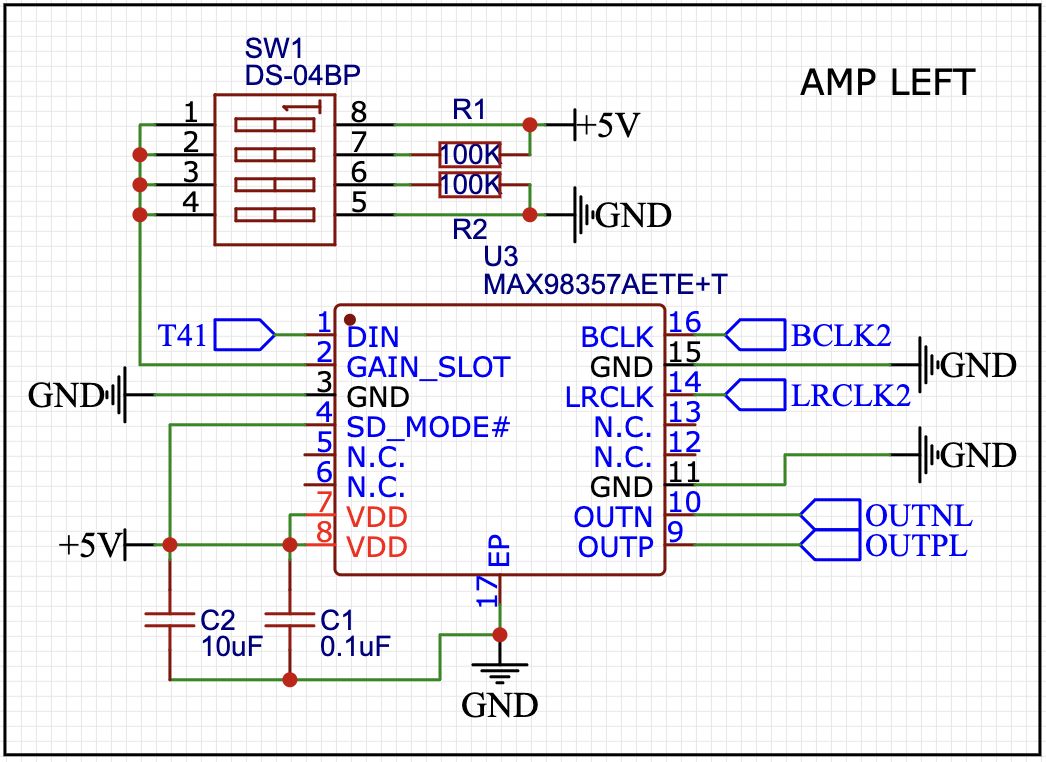 SW1
DS-04BP
AMP LEFT
1
2
3
4
8
7
6
5
R1
100K
100K
R2
+5V
GND
U3
MAX98357AETE+T
T41
1 DIN
2 GAIN_SLOT
GND
3 GND
4 SD_MODE#
5 N.C.
6 N.C.
7 VDD
8 VDD
+5V
BCLK 16
BCLK2
GND 15
GND
LRCLK 14
LRCLK2
N.C. 13
N.C. 12
GND 11
GND
OUTN 10
OUTNL
OUTP 9
OUTPL
EP
17
C2
10uF
C1
0.1uF
GND